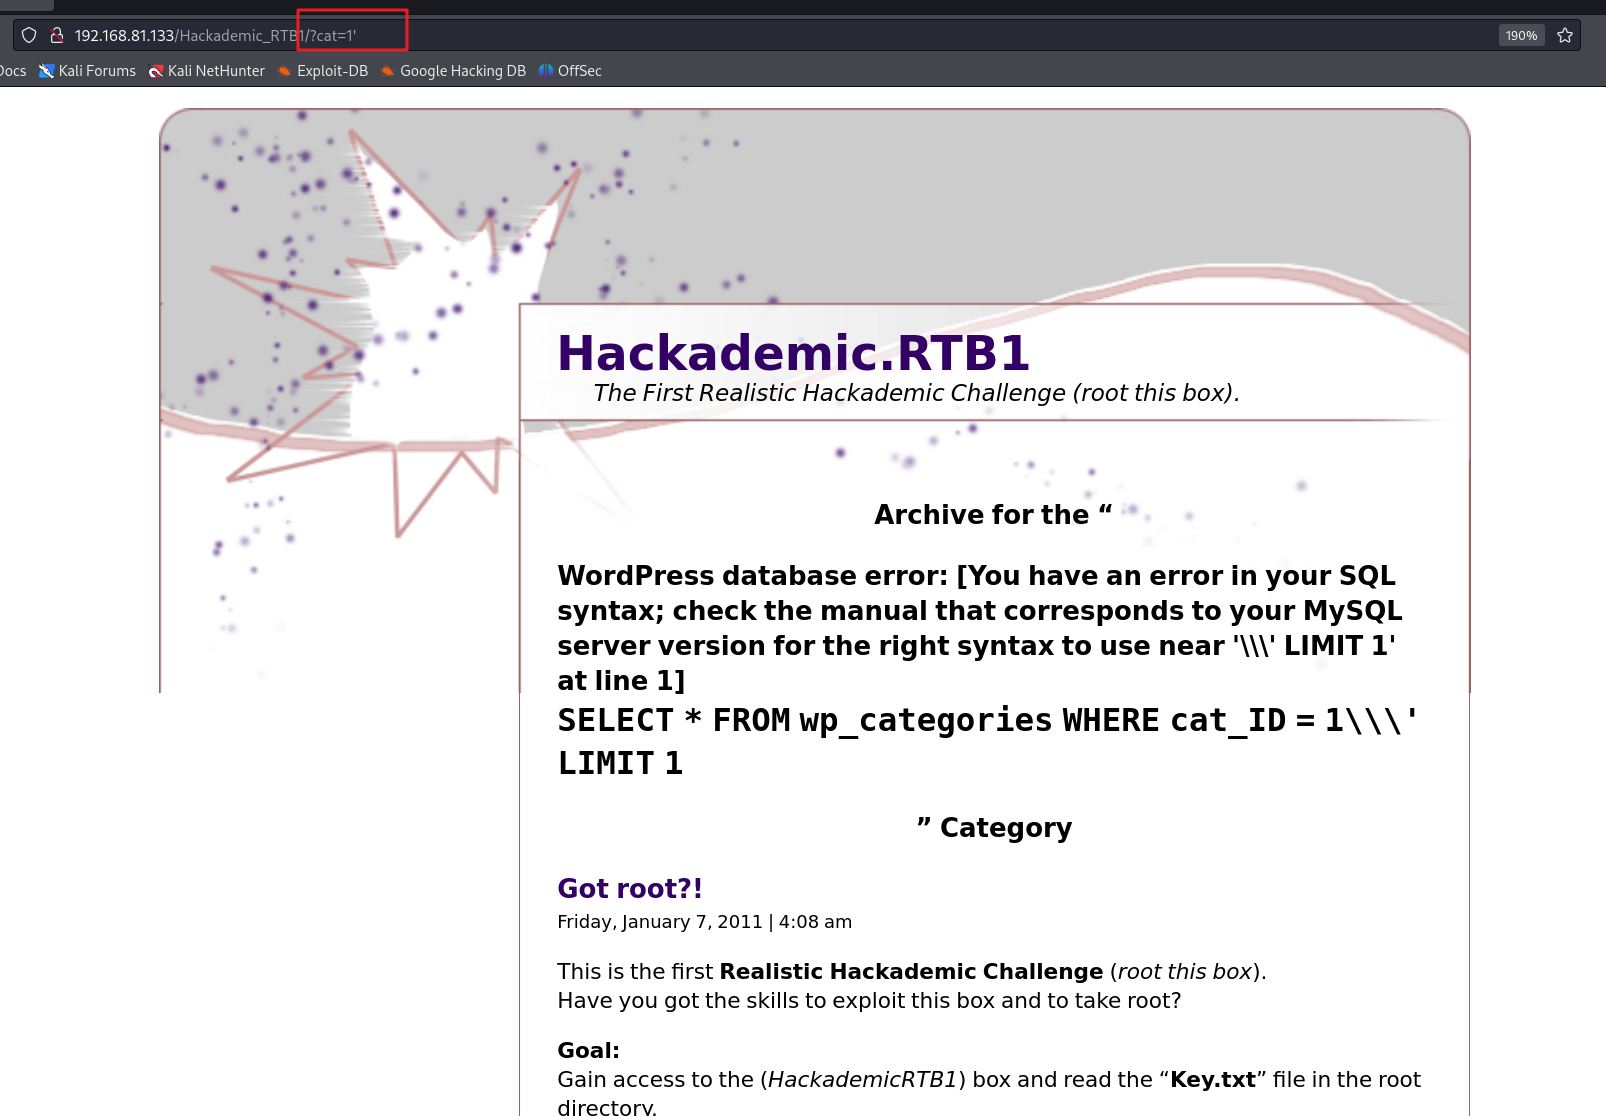 192.168.81.133/Hackademic_RTB1/?cat=1'
190%
Docs Kali Forums Kali NetHunter Exploit-DB Google Hacking DB OffSec
Hackademic.RTB1
The First Realistic Hackademic Challenge (root this box).
Archive for the “
WordPress database error: [You have an error in your SQL
syntax; check the manual that corresponds to your MySQL
server version for the right syntax to use near '\\\' LIMIT 1'
at line 1]
SELECT * FROM wp_categories WHERE cat_ID = 1\\\'
LIMIT 1
” Category
Got root?!
Friday, January 7, 2011 | 4:08 am
This is the first Realistic Hackademic Challenge (root this box).
Have you got the skills to exploit this box and to take root?
Goal:
Gain access to the (HackademicRTB1) box and read the “Key.txt” file in the root
directory.